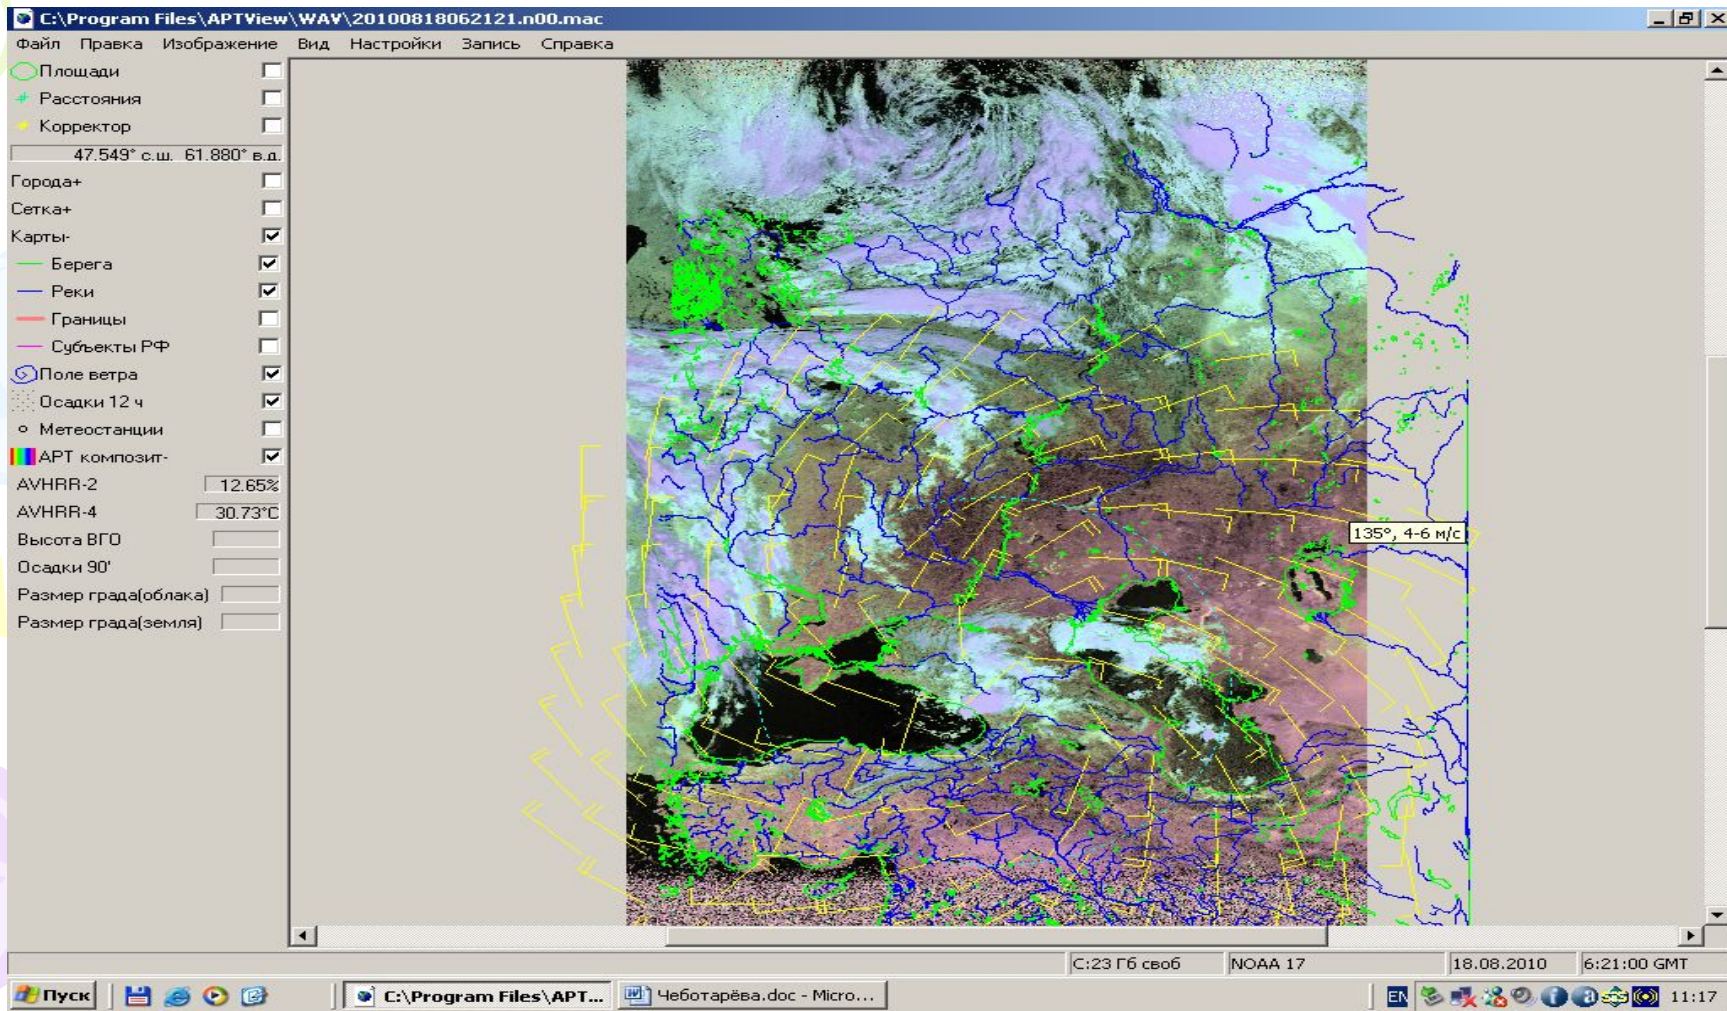 C:\Program Files\APTView\WAV\20100818062121.n00.mac
Файл Правка Изображение Вид Настройки Запись Справка
Площади
Расстояния
Корректор
47.549° с.ш. 61.880° в.д.
Города+
Сетка+
Карты-
Берега
Реки
Границы
Субъекты РФ
Поле ветра
Осадки 12 ч
Метеостанции
АРТ композит-
AVHRR-2 12.65%
AVHRR-4 30.73°C
Высота ВГО
Осадки 90'
Размер града(облака)
Размер града(земля)
135°, 4-6 м/с
C:23 Гб своб NOAA 17 18.08.2010 6:21:00 GMT
Пуск C:\Program Files\APT... Чеботарёва.doc - Micro... EN 11:17